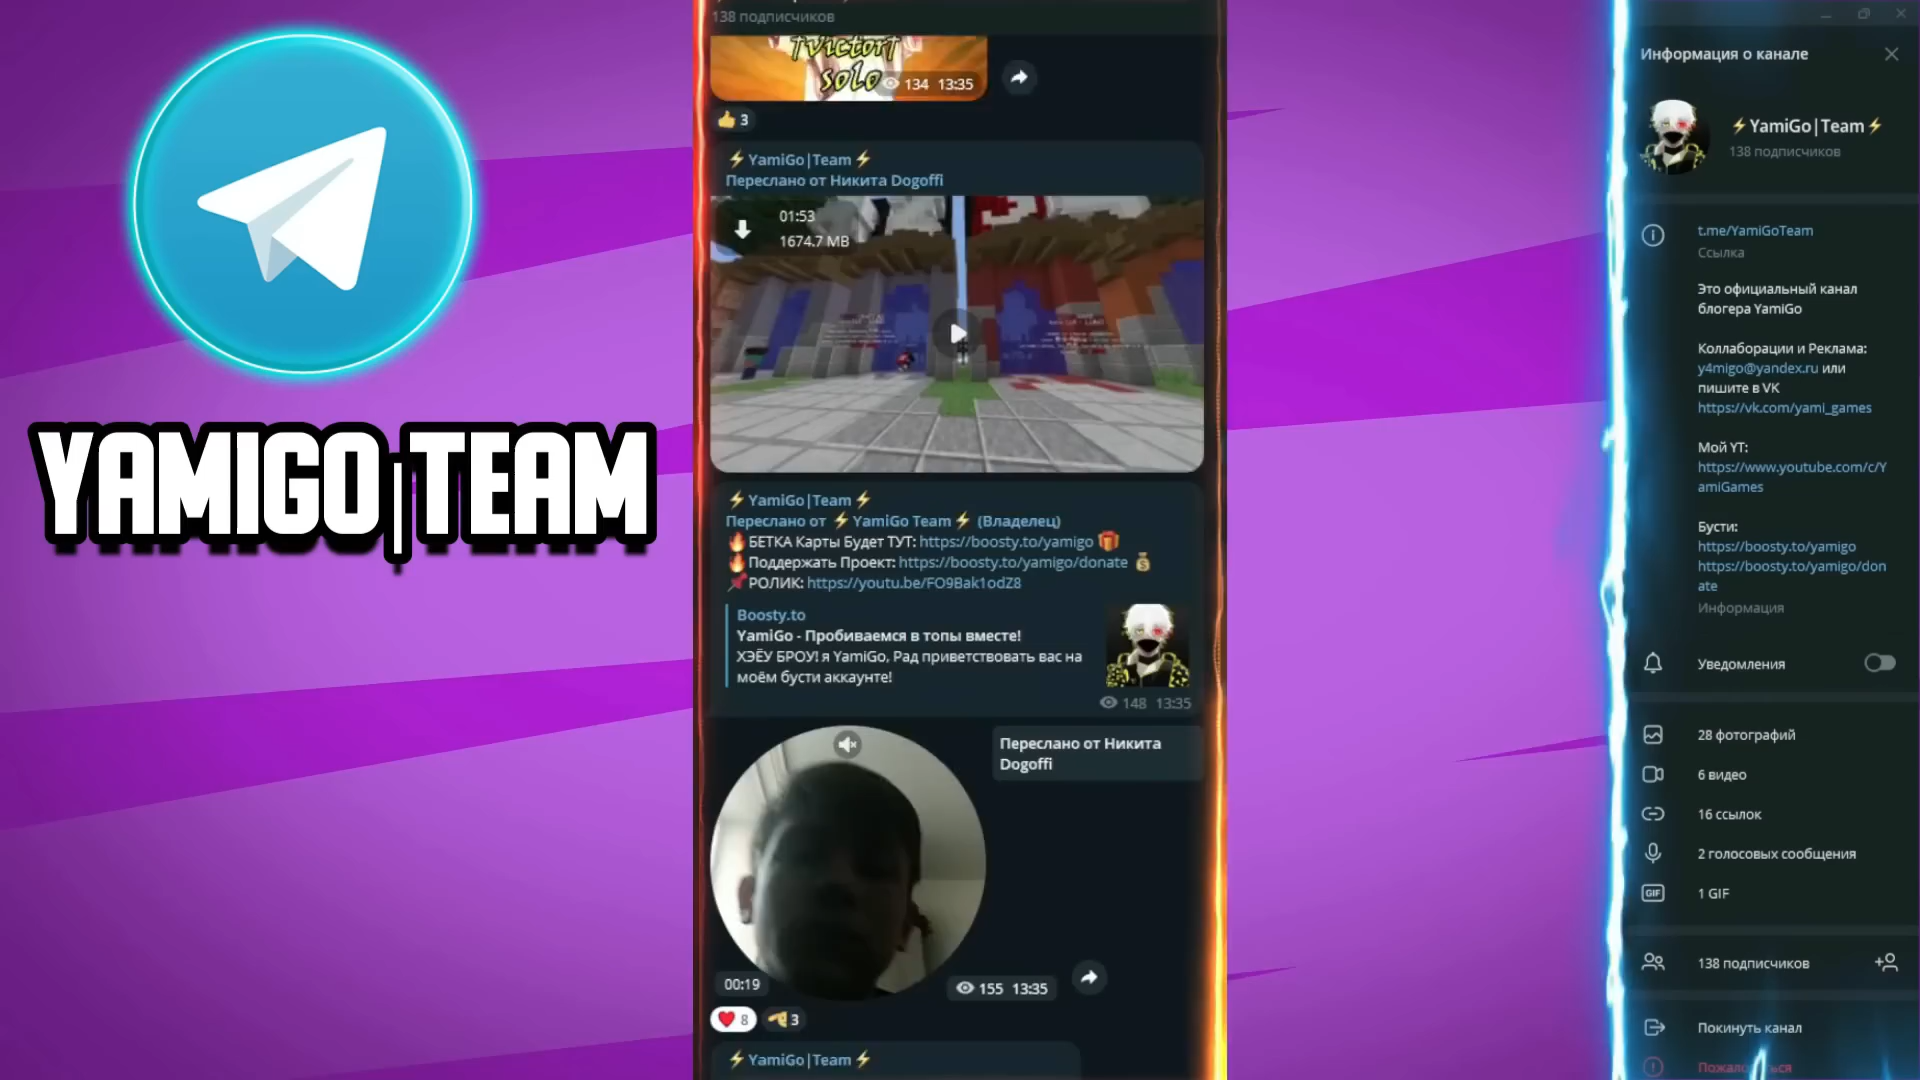 YAMIGO|TEAM
138 подписчиков
†VICTOR†
solo
134 13:35
3
⚡YamiGo|Team⚡
Переслано от Никита Dogoffi
01:53
1674.7 MB
⚡YamiGo|Team⚡
Переслано от ⚡YamiGo Team⚡ (Владелец)
🔥БЕТКА Карты Будет ТУТ: https://boosty.to/yamigo 🎁
🔥Поддержать Проект: https://boosty.to/yamigo/donate 💰
📌РОЛИК: https://youtu.be/FO9Bak1odZ8
Boosty.to
YamiGo - Пробиваемся в топы вместе!
ХЭЁУ БРОУ! я YamiGo, Рад приветствовать вас на
моём бусти аккаунте!
148 13:35
Переслано от Никита
Dogoffi
00:19
155 13:35
8 3
⚡YamiGo|Team⚡
Информация о канале
⚡YamiGo|Team⚡
138 подписчиков
t.me/YamiGoTeam
Ссылка
Это официальный канал
блогера YamiGo
Коллаборации и Реклама:
y4migo@yandex.ru или
пишите в VK
https://vk.com/yami_games
Мой YT:
https://www.youtube.com/c/Y
amiGames
Бусти:
https://boosty.to/yamigo
https://boosty.to/yamigo/don
ate
Информация
Уведомления
28 фотографий
6 видео
16 ссылок
2 голосовых сообщения
GIF 1 GIF
138 подписчиков
Покинуть канал